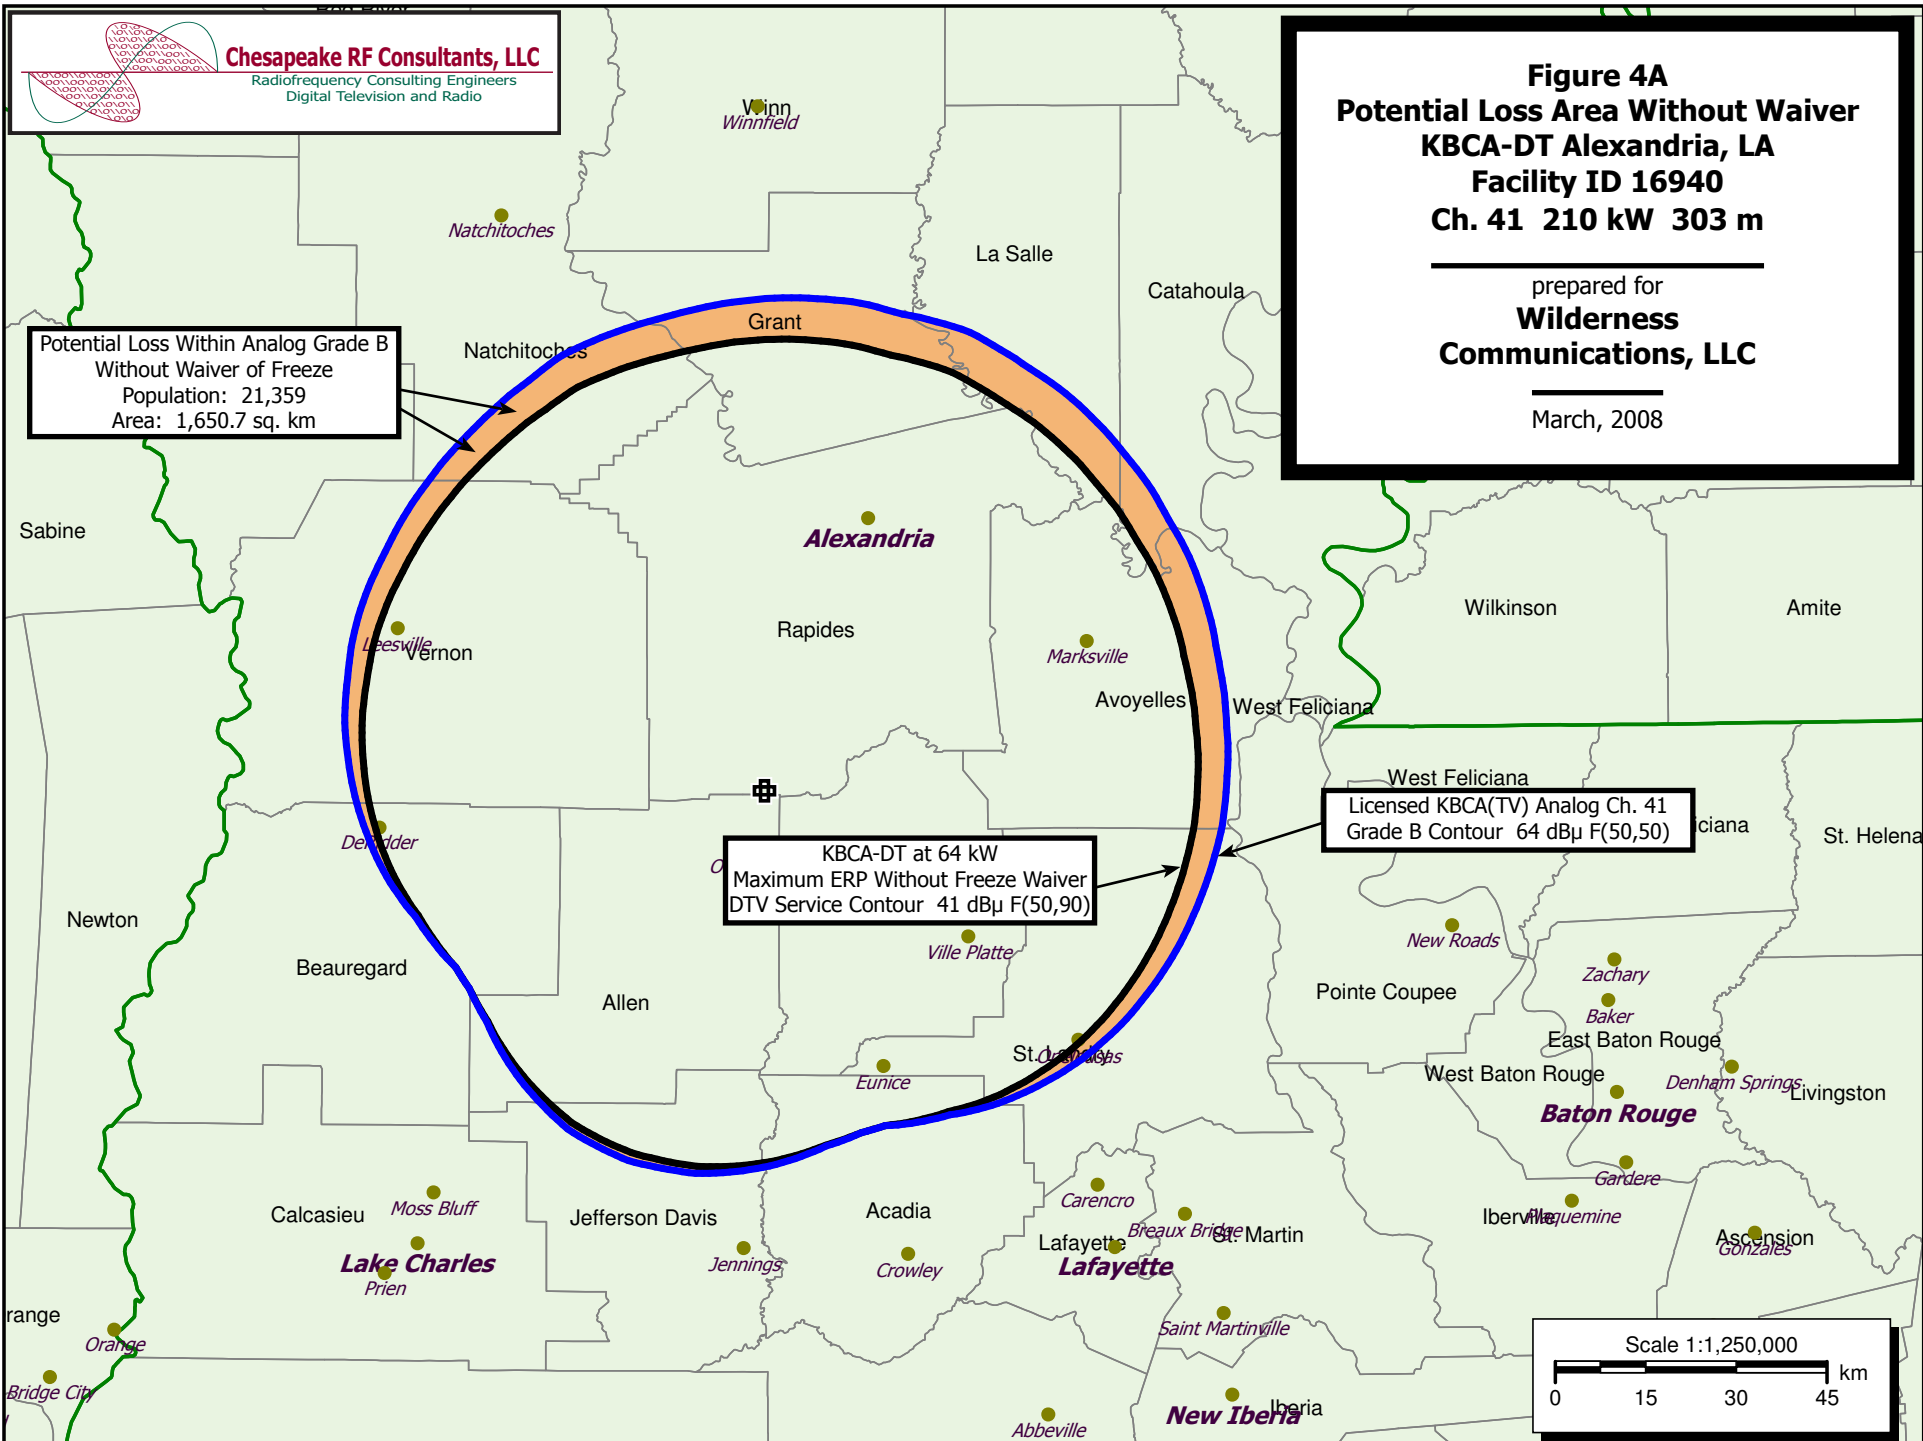 Chesapeake RF Consultants, LLC
Radiofrequency Consulting Engineers
Digital Television and Radio
Figure 4A
Potential Loss Area Without Waiver
KBCA-DT Alexandria, LA
Facility ID 16940
Ch. 41 210 kW 303 m
prepared for
Wilderness
Communications, LLC
March, 2008
Winn
Winnfield
Natchitoches
La Salle
Catahoula
Grant
Natchitoches
Potential Loss Within Analog Grade B
Without Waiver of Freeze
Population: 21,359
Area: 1,650.7 sq. km
Sabine
Alexandria
Wilkinson
Amite
Rapides
Leesville
Vernon
Marksville
Avoyelles
West Feliciana
West Feliciana
Licensed KBCA(TV) Analog Ch. 41
Grade B Contour 64 dBµ F(50,50)
iciana
St. Helena
DeRidder
KBCA-DT at 64 kW
Maximum ERP Without Freeze Waiver
DTV Service Contour 41 dBµ F(50,90)
Newton
Beauregard
Allen
Ville Platte
New Roads
Zachary
Pointe Coupee
Baker
East Baton Rouge
St. Landry
Opelousas
Eunice
West Baton Rouge
Denham Springs
Livingston
Baton Rouge
Gardere
Calcasieu
Moss Bluff
Jefferson Davis
Acadia
Carencro
Breaux Bridge
St. Martin
Iberville
Plaquemine
Ascension
Gonzales
Lafayette
Lafayette
Lake Charles
Prien
Jennings
Crowley
range
Orange
Saint Martinville
Bridge City
Abbeville
New Iberia
Iberia
Scale 1:1,250,000
km
0 15 30 45